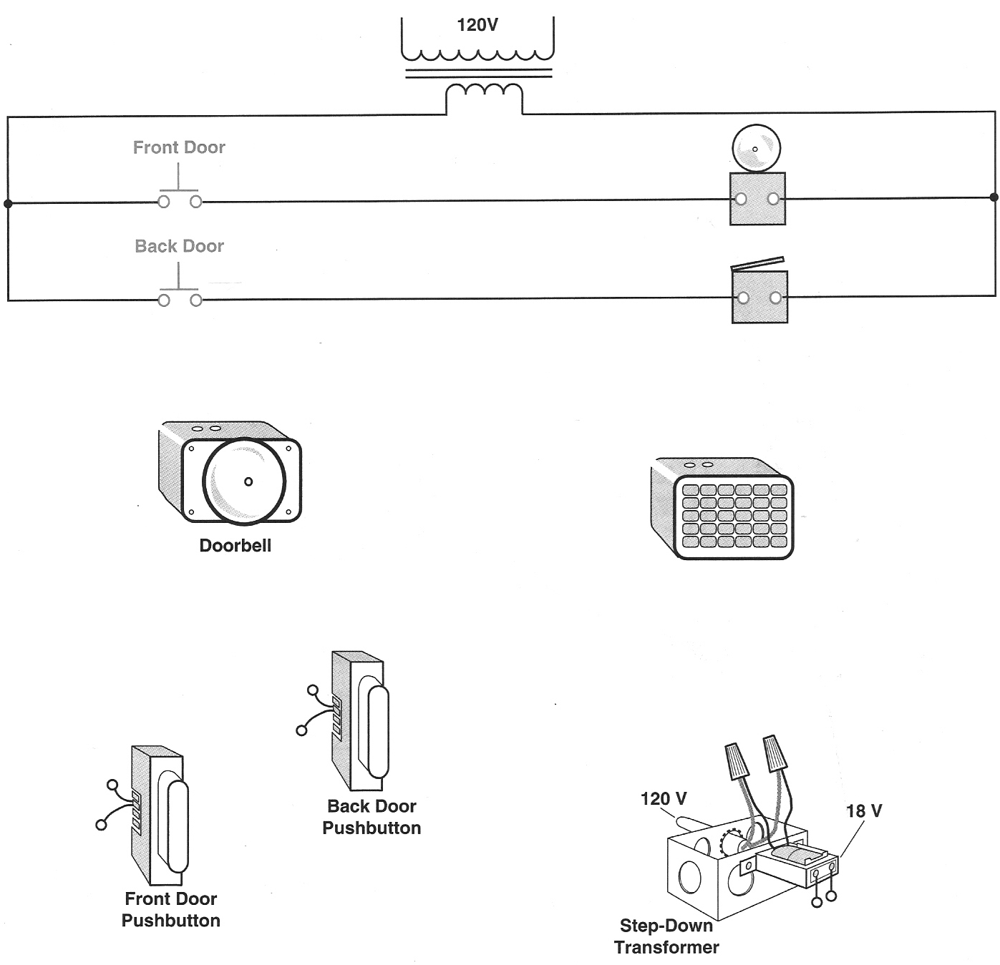 120V
Front Door
Back Door
Doorbell
Back Door
Pushbutton
120 V
18 V
Front Door
Pushbutton
Step-Down
Transformer